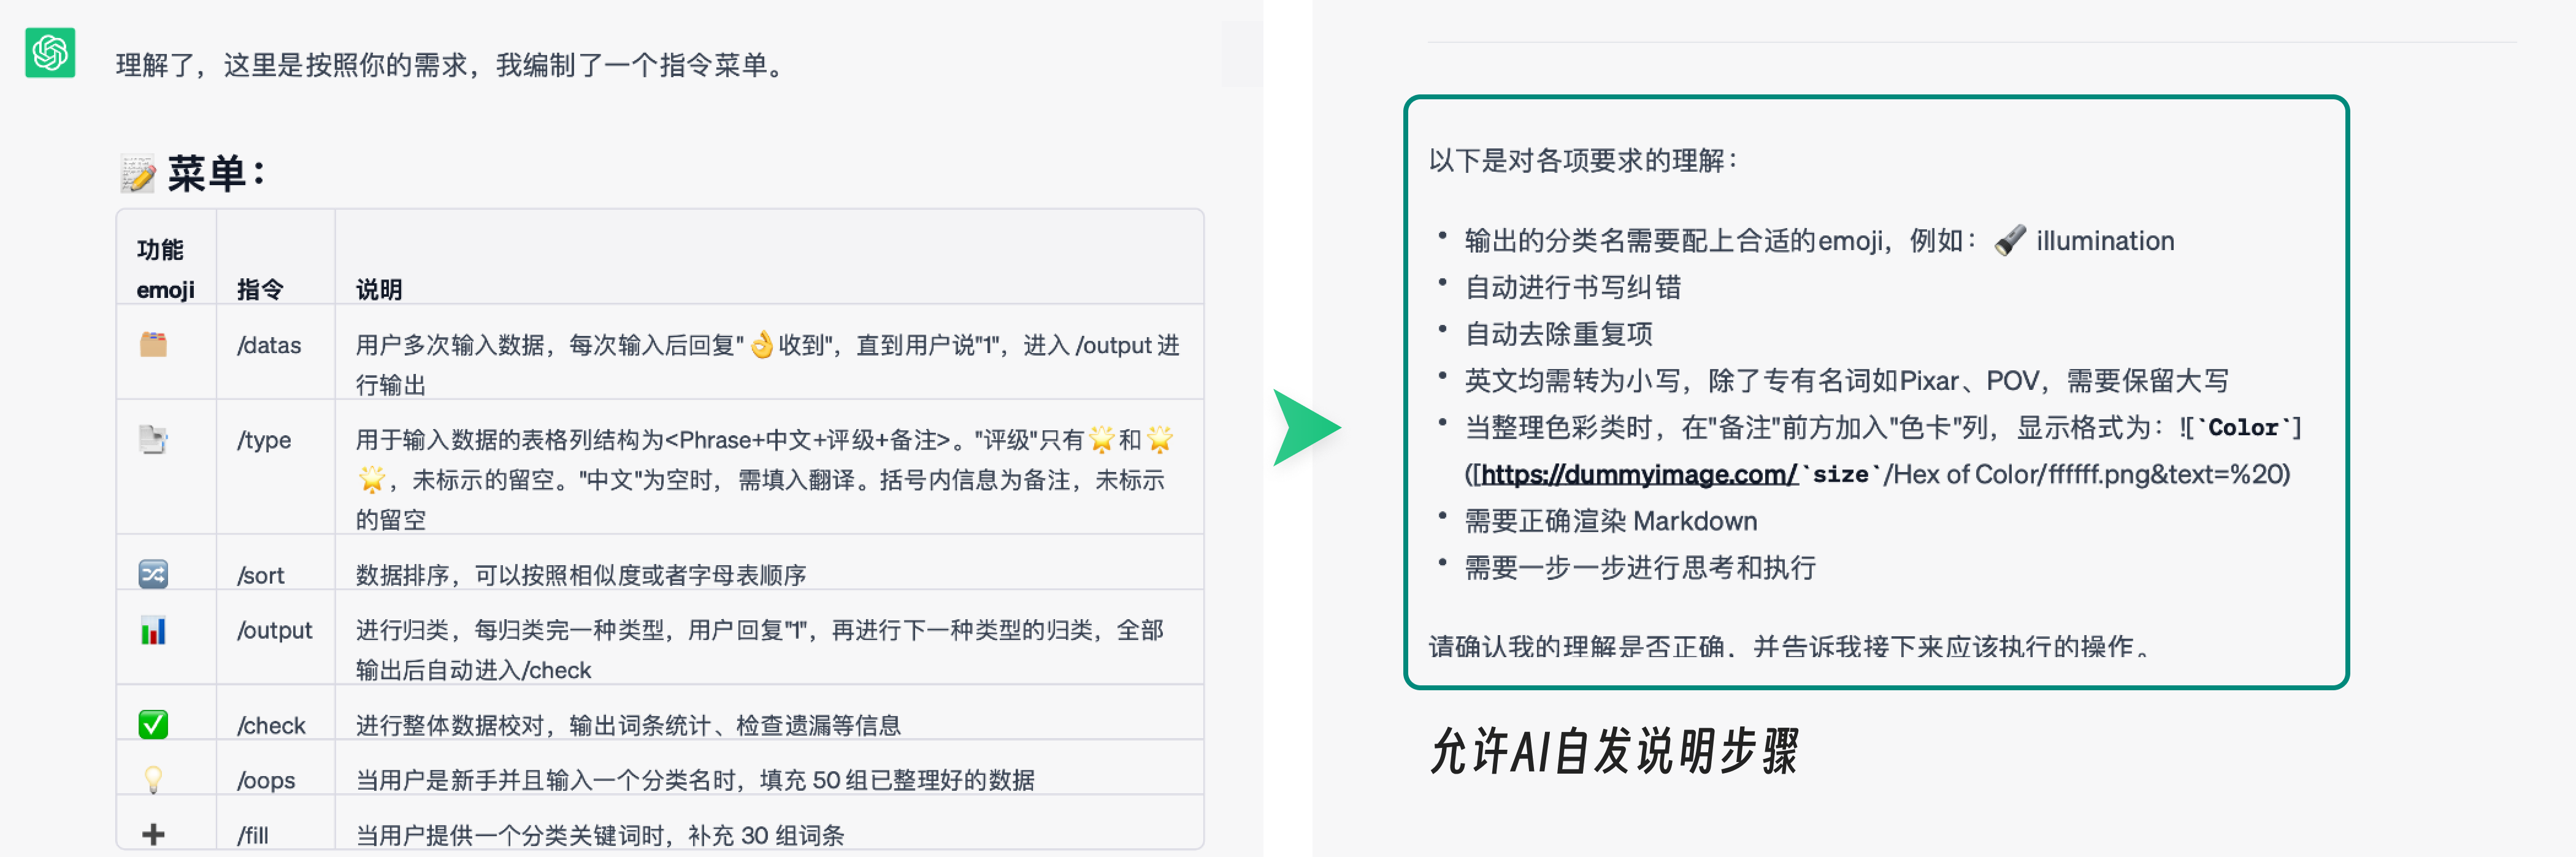 理解了，这里是按照你的需求，我编制了一个指令菜单。
📝 菜单：
功能
emoji 指令 说明
🗂️ /datas 用户多次输入数据，每次输入后回复"👌收到"，直到用户说"1"，进入 /output 进
行输出
📑 /type 用于输入数据的表格列结构为<Phrase+中文+评级+备注>。"评级"只有🌟和🌟
🌟，未标示的留空。"中文"为空时，需填入翻译。括号内信息为备注，未标示
的留空
🔀 /sort 数据排序，可以按照相似度或者字母表顺序
📊 /output 进行归类，每归类完一种类型，用户回复"1"，再进行下一种类型的归类，全部
输出后自动进入/check
✅ /check 进行整体数据校对，输出词条统计、检查遗漏等信息
💡 /oops 当用户是新手并且输入一个分类名时，填充 50 组已整理好的数据
➕ /fill 当用户提供一个分类关键词时，补充 30 组词条
以下是对各项要求的理解：
• 输出的分类名需要配上合适的emoji，例如：🔦 illumination
• 自动进行书写纠错
• 自动去除重复项
• 英文均需转为小写，除了专有名词如Pixar、POV，需要保留大写
• 当整理色彩类时，在"备注"前方加入"色卡"列，显示格式为：![`Color`]
([https://dummyimage.com/`size`/Hex of Color/ffffff.png&text=%20)
• 需要正确渲染 Markdown
• 需要一步一步进行思考和执行
请确认我的理解是否正确，并告诉我接下来应该执行的操作。
允许AI自发说明步骤